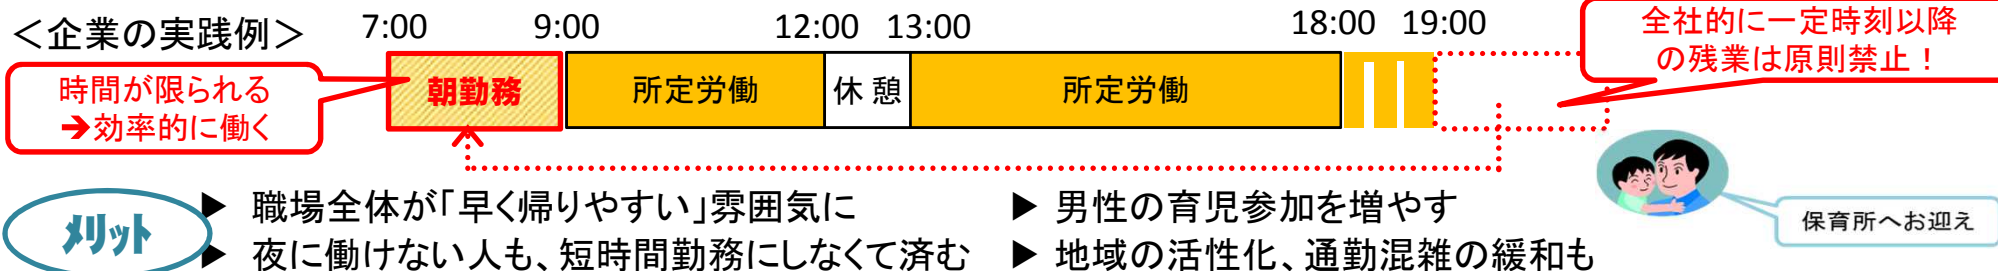 ＜企業の実践例＞
7:00 9:00 12:00 13:00 18:00 19:00
全社的に一定時刻以降
の残業は原則禁止！
時間が限られる
➔効率的に働く
朝勤務 所定労働 休 憩 所定労働
メリット
▶ 職場全体が「早く帰りやすい」雰囲気に
▶ 夜に働けない人も、短時間勤務にしなくて済む
▶ 男性の育児参加を増やす
▶ 地域の活性化、通勤混雑の緩和も
保育所へお迎え